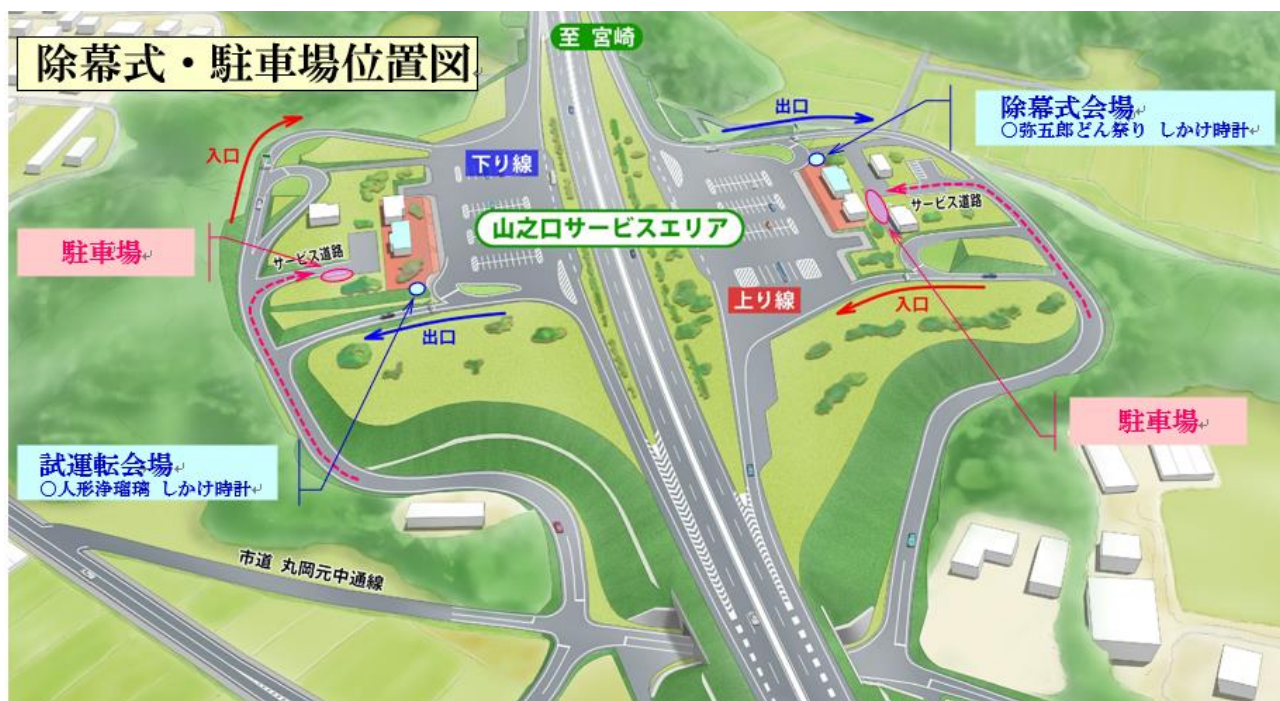 除幕式・駐車場位置図
至 宮崎
除幕式会場
○弥五郎どん祭り しかけ時計
出口
入口
下り線
サービス道路
山之口サービスエリア
駐車場
サービス道路
上り線
入口
出口
駐車場
試運転会場
○人形浄瑠璃 しかけ時計
市道 丸岡元中通線